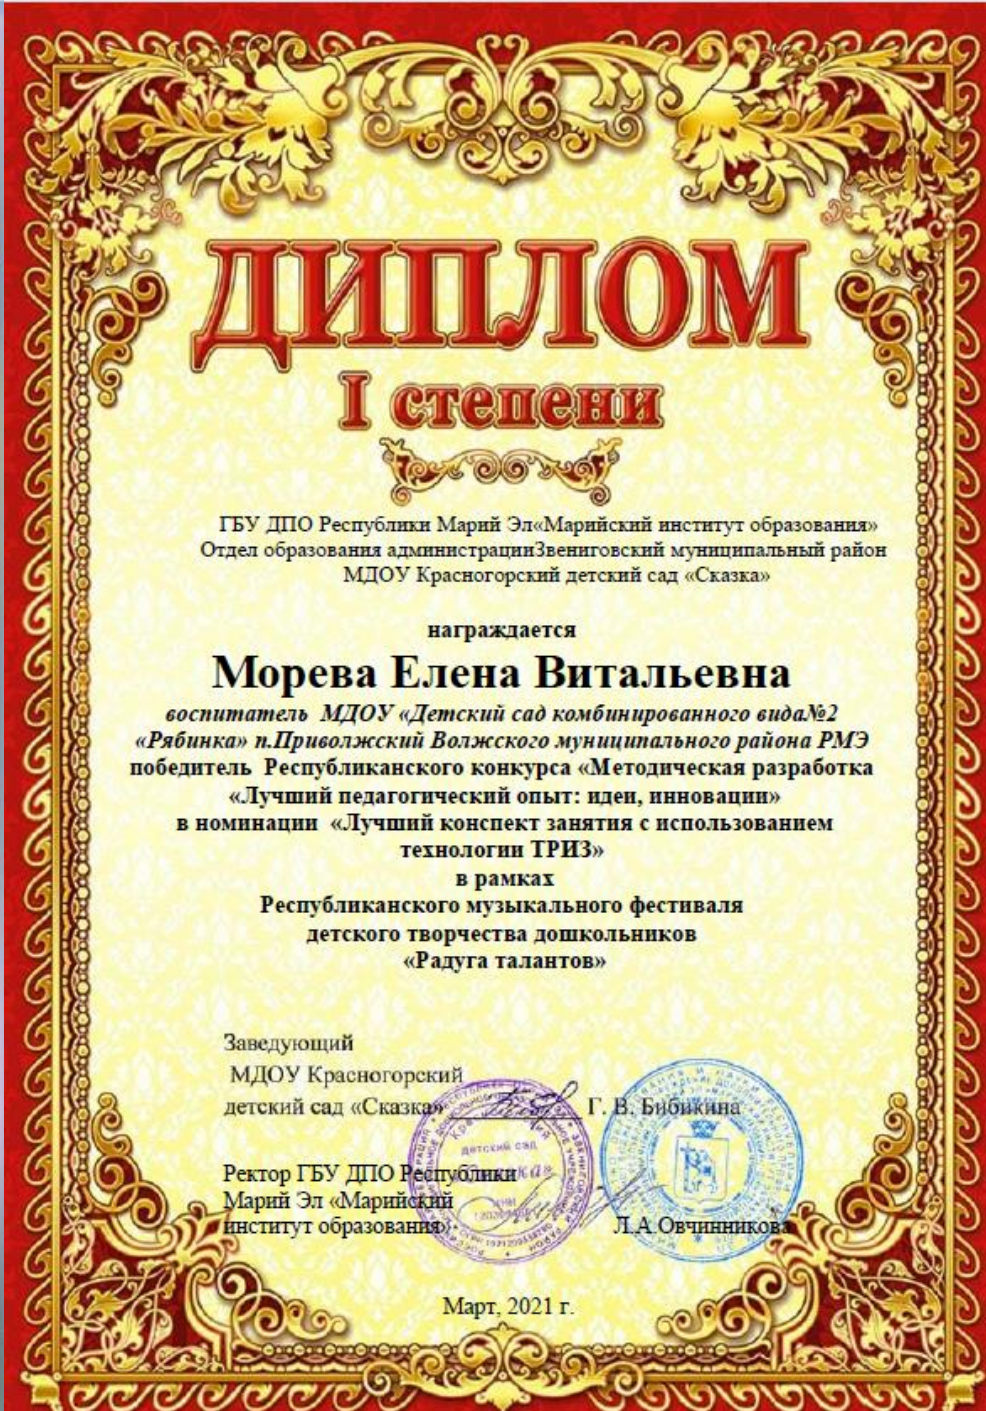 ДИПЛОМ
I степени
ГБУ ДПО Республики Марий Эл«Марийский институт образования»
Отдел образования администрацииЗвениговский муниципальный район
МДОУ Красногорский детский сад «Сказка»
награждается
Морева Елена Витальевна
воспитатель МДОУ «Детский сад комбинированного вида№2
«Рябинка» п.Приволжский Волжского муниципального района РМЭ
победитель Республиканского конкурса «Методическая разработка
«Лучший педагогический опыт: идеи, инновации»
в номинации «Лучший конспект занятия с использованием
технологии ТРИЗ»
в рамках
Республиканского музыкального фестиваля
детского творчества дошкольников
«Радуга талантов»
Заведующий
МДОУ Красногорский
детский сад «Сказка» Г. В. Бибикина
детский сад
Ректор ГБУ ДПО Республики
Марий Эл «Марийский
институт образования» Л.А.Овчинникова
Март, 2021 г.